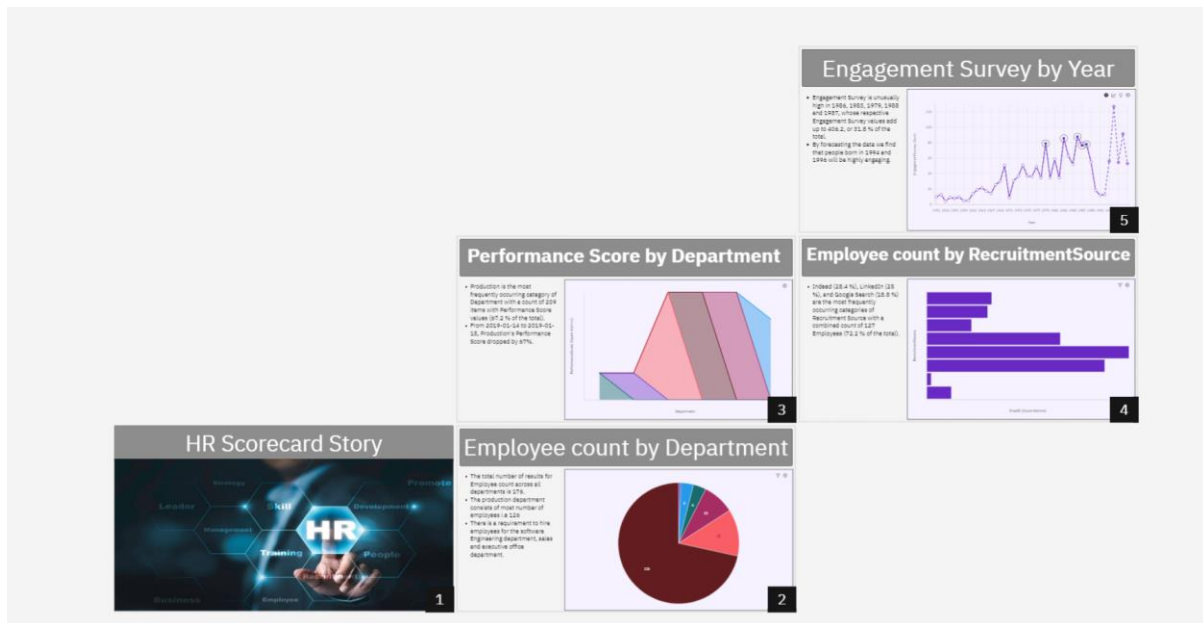 Engagement Survey by Year
• Engagement Survey is unusually
high in 1986, 1983, 1979, 1988
and 1987, whose respective
Engagement Survey values add
up to 406.2, or 31.8 % of the
total.
• By forecasting the data we find
that people born in 1994 and
1996 will be highly engaging.
Year
5
Performance Score by Department
• Production is the most
frequently occurring category of
Department with a count of 209
items with Performance Score
values (67.2 % of the total).
• From 2019-01-14 to 2019-01-
15, Production's Performance
Score dropped by 67%.
Department
3
Employee count by RecruitmentSource
• Indeed (28.4 %), LinkedIn (25
%), and Google Search (18.8 %)
are the most frequently
occurring categories of
Recruitment Source with a
combined count of 127
Employees (72.2 % of the total).
RecruitmentSource
4
HR Scorecard Story
Strategy
Promote
Leader
Skill
Development
Management
HR
Training
People
Recruitment
Business
Employee
1
Employee count by Department
• The total number of results for
Employee count across all
departments is 176.
• The production department
consists of most number of
employees i.e 126
• There is a requirement to hire
employees for the software
Engineering department, sales
and executive office
department.
126
2